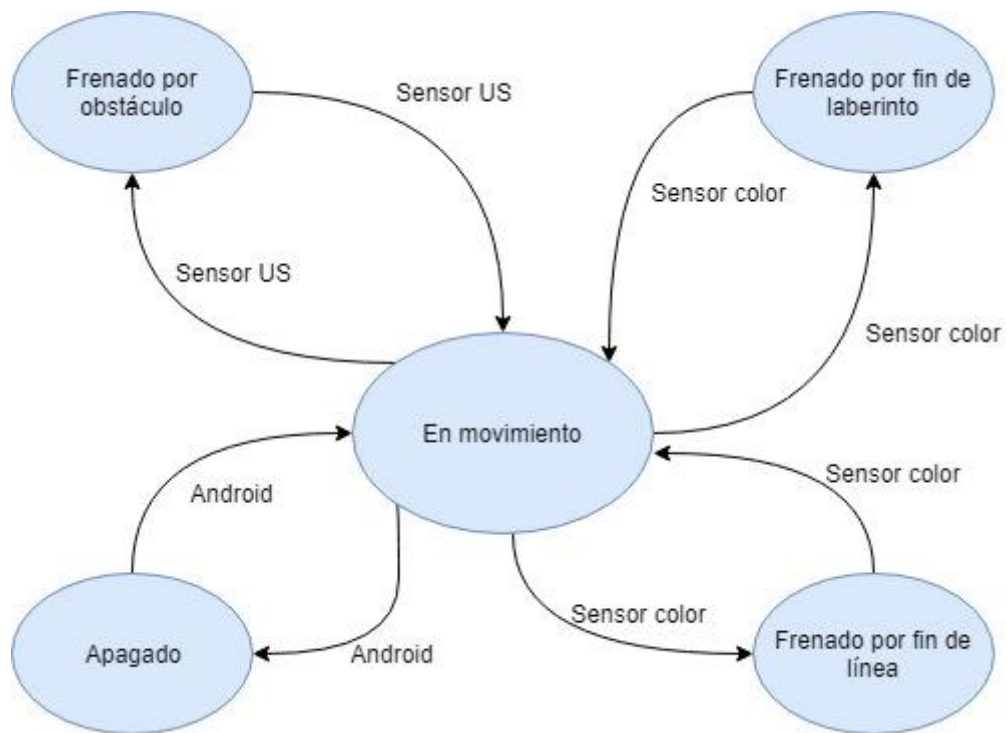 Frenado por
obstáculo
Sensor US
Frenado por fin de
laberinto
Sensor color
Sensor US
Sensor color
En movimiento
Sensor color
Android
Apagado
Android
Sensor color
Frenado por fin de
línea